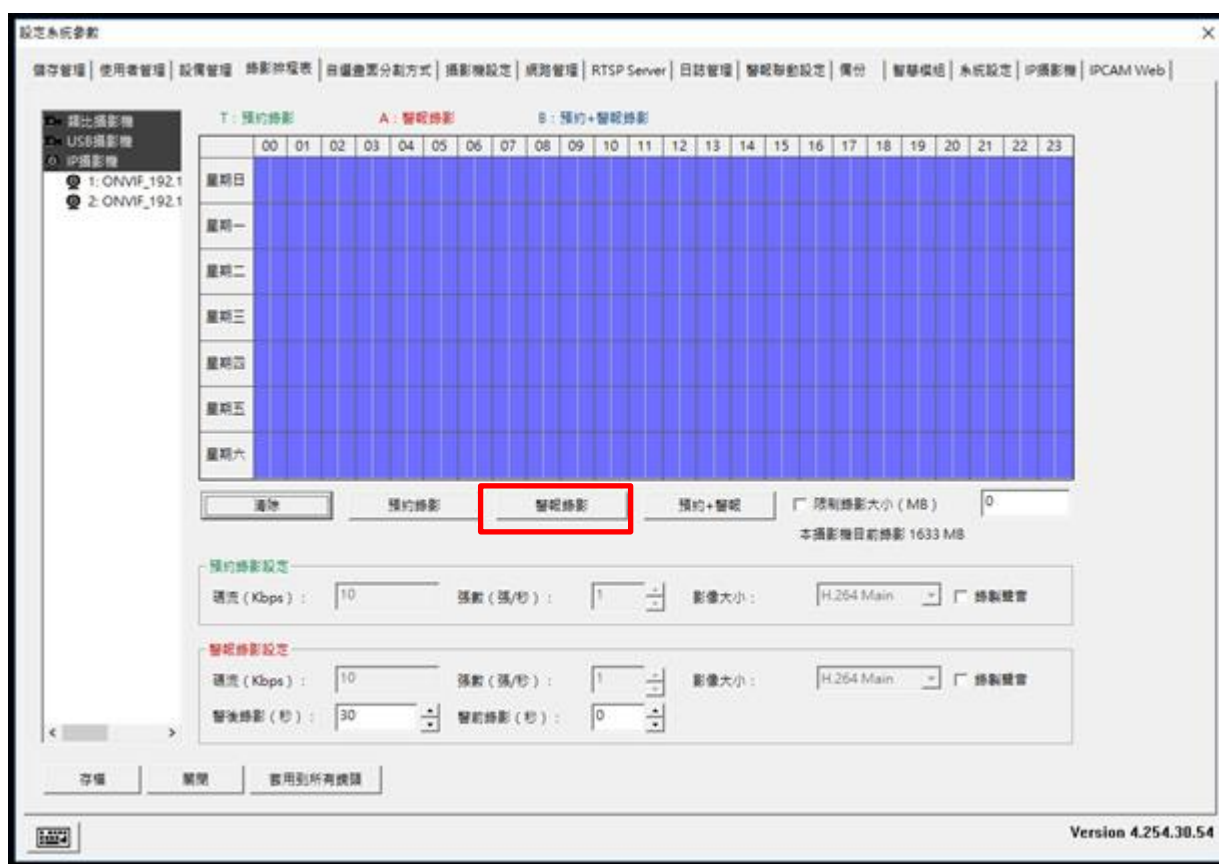 設定系統參數
儲存管理 使用者管理 設備管理 錄影排程表 自選畫面分割方式 攝影機設定 網路管理 RTSP Server 日誌管理 警報聯動設定 備份 智慧模組 系統設定 IP攝影機 IPCAM Web
類比攝影機
USB攝影機
IP攝影機
1: ONVIF_192.1
2: ONVIF_192.1
T : 預約錄影 A : 警報錄影 B : 預約+警報錄影
00 01 02 03 04 05 06 07 08 09 10 11 12 13 14 15 16 17 18 19 20 21 22 23
星期日
星期一
星期二
星期三
星期四
星期五
星期六
清除 預約錄影 警報錄影 預約+警報 限制錄影大小 ( MB ) 0
本攝影機目前錄影 1633 MB
預約錄影設定
碼流 ( Kbps ) : 10 張數 ( 張/秒 ) : 1 影像大小 : H.264 Main 錄製聲音
警報錄影設定
碼流 ( Kbps ) : 10 張數 ( 張/秒 ) : 1 影像大小 : H.264 Main 錄製聲音
警後錄影 ( 秒 ) : 30 警前錄影 ( 秒 ) : 0
存檔 關閉 套用到所有鏡頭
Version 4.254.30.54